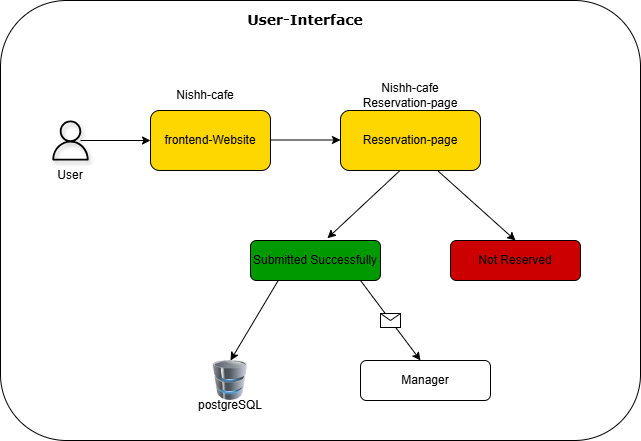 User-Interface
Nishh-cafe
Nishh-cafe
Reservation-page
frontend-Website
Reservation-page
User
Submitted Successfully
Not Reserved
Manager
postgreSQL